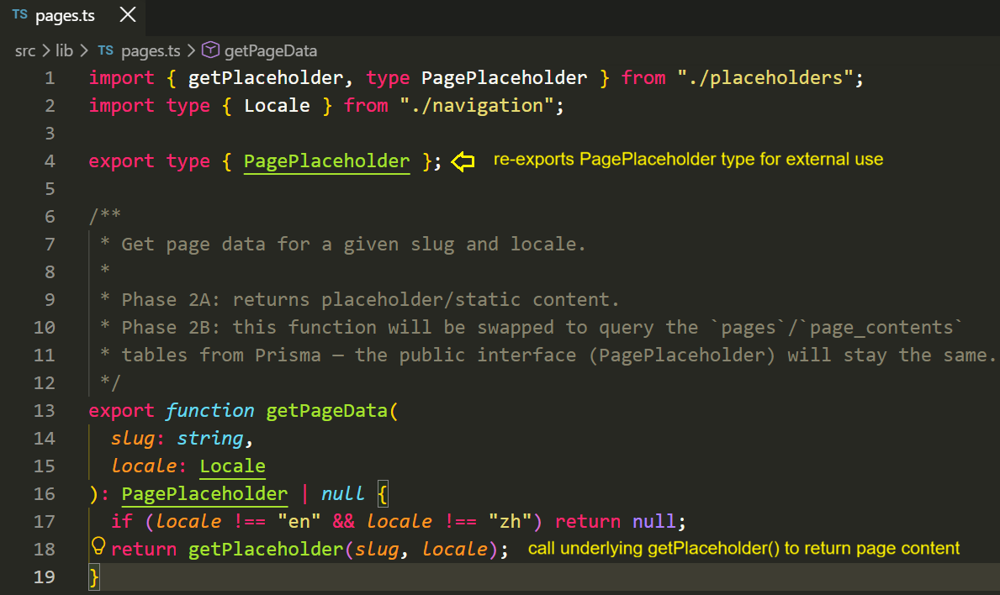 TS pages.ts
src > lib > TS pages.ts > getPageData
1 import { getPlaceholder, type PagePlaceholder } from "./placeholders";
2 import type { Locale } from "./navigation";
3
4 export type { PagePlaceholder }; re-exports PagePlaceholder type for external use
5
6 /**
7  * Get page data for a given slug and locale.
8  *
9  * Phase 2A: returns placeholder/static content.
10  * Phase 2B: this function will be swapped to query the `pages`/`page_contents`
11  * tables from Prisma — the public interface (PagePlaceholder) will stay the same.
12  */
13 export function getPageData(
14   slug: string,
15   locale: Locale
16 ): PagePlaceholder | null {
17   if (locale !== "en" && locale !== "zh") return null;
18   return getPlaceholder(slug, locale); call underlying getPlaceholder() to return page content
19 }